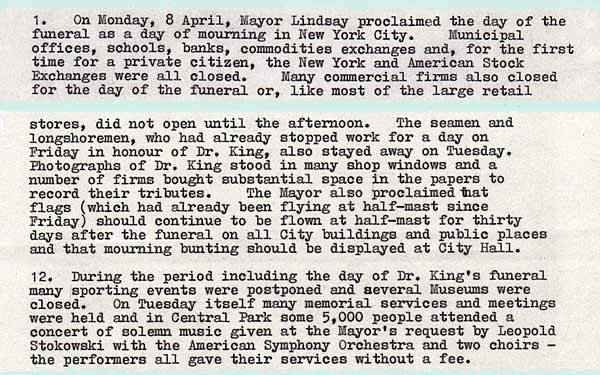 1. On Monday, 8 April, Mayor Lindsay proclaimed the day of the
funeral as a day of mourning in New York City. Municipal
offices, schools, banks, commodities exchanges and, for the first
time for a private citizen, the New York and American Stock
Exchanges were all closed. Many commercial firms also closed
for the day of the funeral or, like most of the large retail
stores, did not open until the afternoon. The seamen and
longshoremen, who had already stopped work for a day on
Friday in honour of Dr. King, also stayed away on Tuesday.
Photographs of Dr. King stood in many shop windows and a
number of firms bought substantial space in the papers to
record their tributes. The Mayor also proclaimed that
flags (which had already been flying at half-mast since
Friday) should continue to be flown at half-mast for thirty
days after the funeral on all City buildings and public places
and that mourning bunting should be displayed at City Hall.
12. During the period including the day of Dr. King's funeral
many sporting events were postponed and several Museums were
closed. On Tuesday itself many memorial services and meetings
were held and in Central Park some 5,000 people attended a
concert of solemn music given at the Mayor's request by Leopold
Stokowski with the American Symphony Orchestra and two choirs -
the performers all gave their services without a fee.